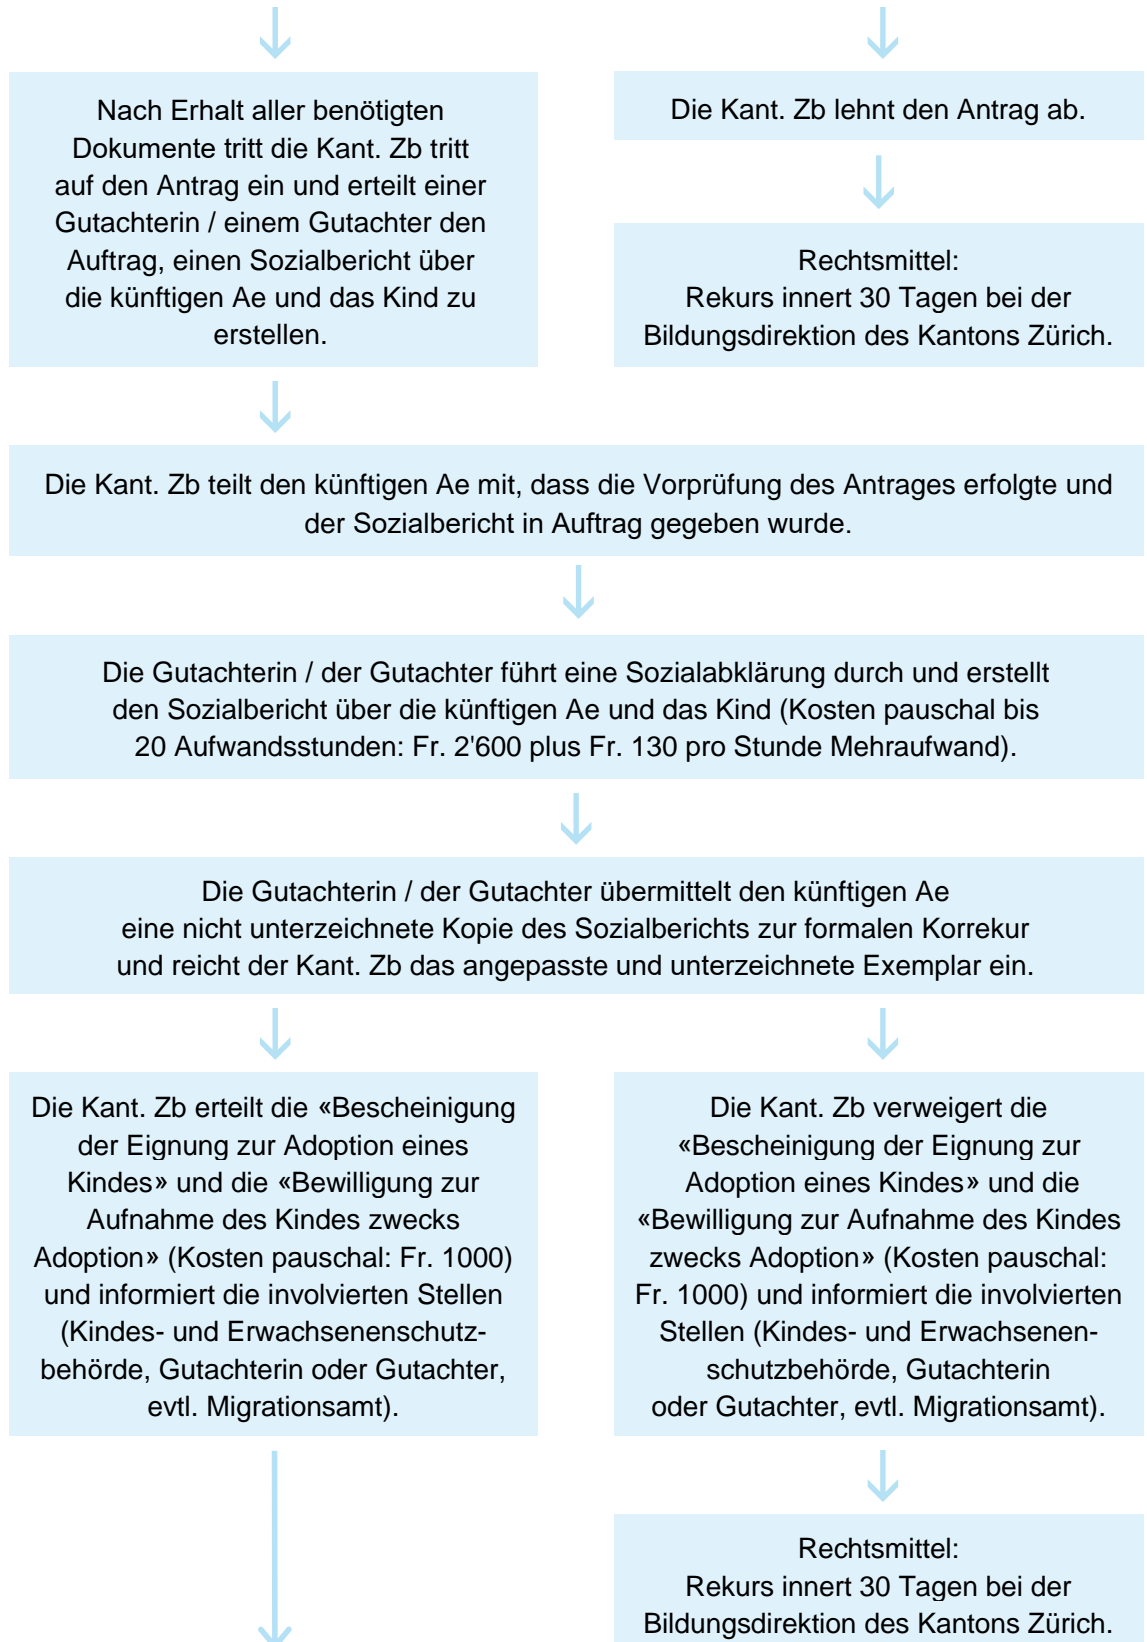 Nach Erhalt aller benötigten
Dokumente tritt die Kant. Zb tritt
auf den Antrag ein und erteilt einer
Gutachterin / einem Gutachter den
Auftrag, einen Sozialbericht über
die künftigen Ae und das Kind zu
erstellen.
Die Kant. Zb lehnt den Antrag ab.
Rechtsmittel:
Rekurs innert 30 Tagen bei der
Bildungsdirektion des Kantons Zürich.
Die Kant. Zb teilt den künftigen Ae mit, dass die Vorprüfung des Antrages erfolgte und
der Sozialbericht in Auftrag gegeben wurde.
Die Gutachterin / der Gutachter führt eine Sozialabklärung durch und erstellt
den Sozialbericht über die künftigen Ae und das Kind (Kosten pauschal bis
20 Aufwandsstunden: Fr. 2'600 plus Fr. 130 pro Stunde Mehraufwand).
Die Gutachterin / der Gutachter übermittelt den künftigen Ae
eine nicht unterzeichnete Kopie des Sozialberichts zur formalen Korrekur
und reicht der Kant. Zb das angepasste und unterzeichnete Exemplar ein.
Die Kant. Zb erteilt die «Bescheinigung
der Eignung zur Adoption eines
Kindes» und die «Bewilligung zur
Aufnahme des Kindes zwecks
Adoption» (Kosten pauschal: Fr. 1000)
und informiert die involvierten Stellen
(Kindes- und Erwachsenenschutz-
behörde, Gutachterin oder Gutachter,
evtl. Migrationsamt).
Die Kant. Zb verweigert die
«Bescheinigung der Eignung zur
Adoption eines Kindes» und die
«Bewilligung zur Aufnahme des Kindes
zwecks Adoption» (Kosten pauschal:
Fr. 1000) und informiert die involvierten
Stellen (Kindes- und Erwachsenen-
schutzbehörde, Gutachterin
oder Gutachter, evtl. Migrationsamt).
Rechtsmittel:
Rekurs innert 30 Tagen bei der
Bildungsdirektion des Kantons Zürich.